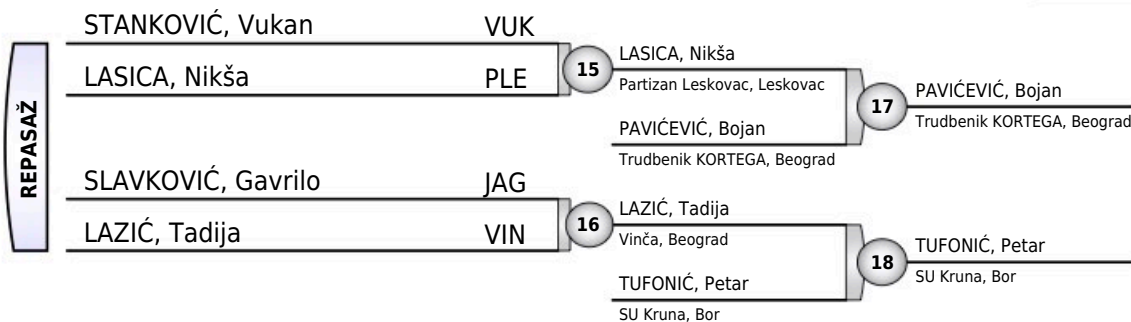 REPASAŽ
STANKOVIĆ, Vukan VUK
LASICA, Nikša PLE
15
LASICA, Nikša
Partizan Leskovac, Leskovac
PAVIĆEVIĆ, Bojan
Trudbenik KORTEGA, Beograd
17
PAVIĆEVIĆ, Bojan
Trudbenik KORTEGA, Beograd
SLAVKOVIĆ, Gavrilo JAG
LAZIĆ, Tadija VIN
16
LAZIĆ, Tadija
Vinča, Beograd
TUFONIĆ, Petar
SU Kruna, Bor
18
TUFONIĆ, Petar
SU Kruna, Bor